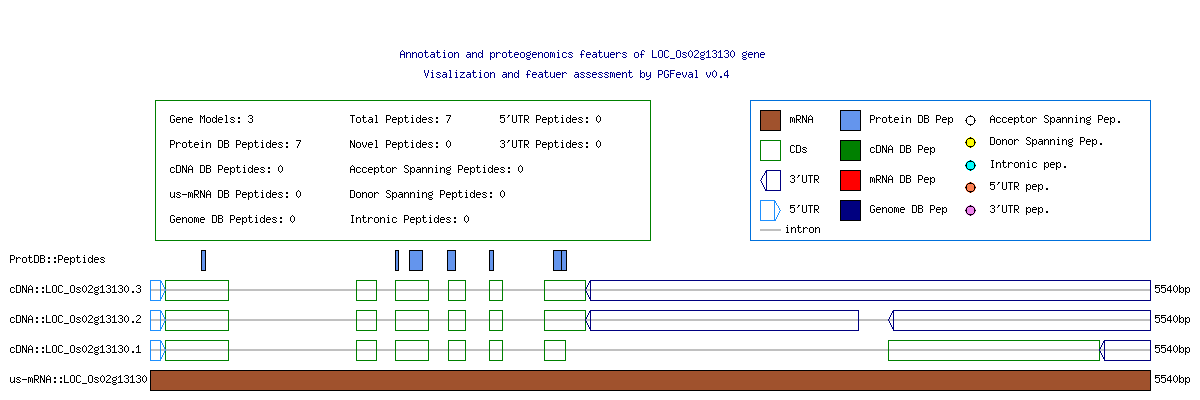 Annotation and proteogenomics featuers of LOC_Os02g13130 gene
Visalization and featuer assessment by PGFeval v0.4
Gene Models: 3 Total Peptides: 7 5'UTR Peptides: 0
Protein DB Peptides: 7 Novel Peptides: 0 3'UTR Peptides: 0
cDNA DB Peptides: 0 Acceptor Spanning Peptides: 0
us-mRNA DB Peptides: 0 Donor Spanning Peptides: 0
Genome DB Peptides: 0 Intronic Peptides: 0
mRNA Protein DB Pep Acceptor Spanning Pep.
CDs cDNA DB Pep Donor Spanning Pep.
3'UTR mRNA DB Pep Intronic pep.
5'UTR Genome DB Pep 5'UTR pep.
intron 3'UTR pep.
ProtDB::Peptides
cDNA::LOC_Os02g13130.3 5540bp
cDNA::LOC_Os02g13130.2 5540bp
cDNA::LOC_Os02g13130.1 5540bp
us-mRNA::LOC_Os02g13130 5540bp